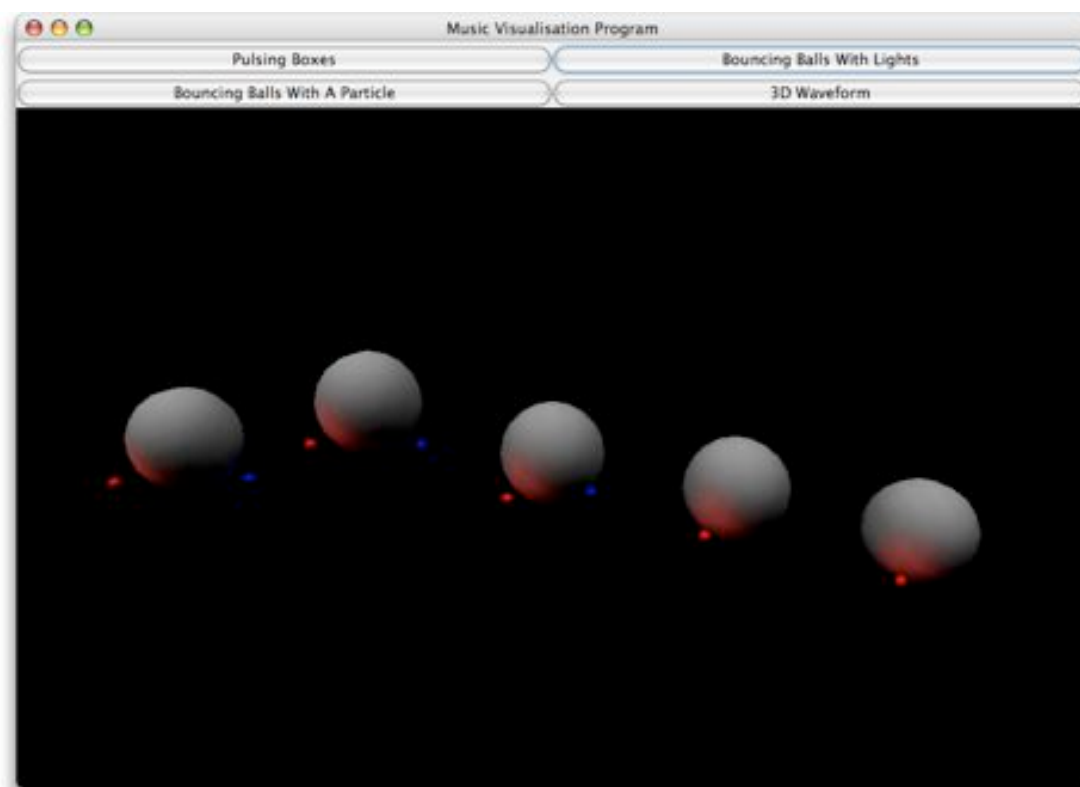 Music Visualisation Program
Pulsing Boxes
Bouncing Balls With Lights
Bouncing Balls With A Particle
3D Waveform